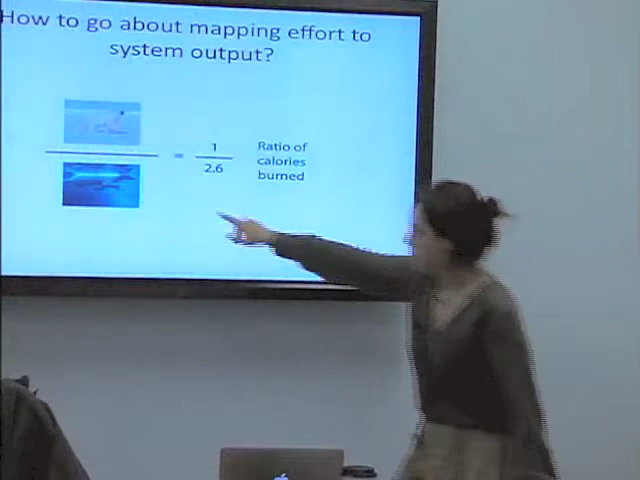 How to go about mapping effort to
system output?
= 1
2.6
Ratio of
calories
burned